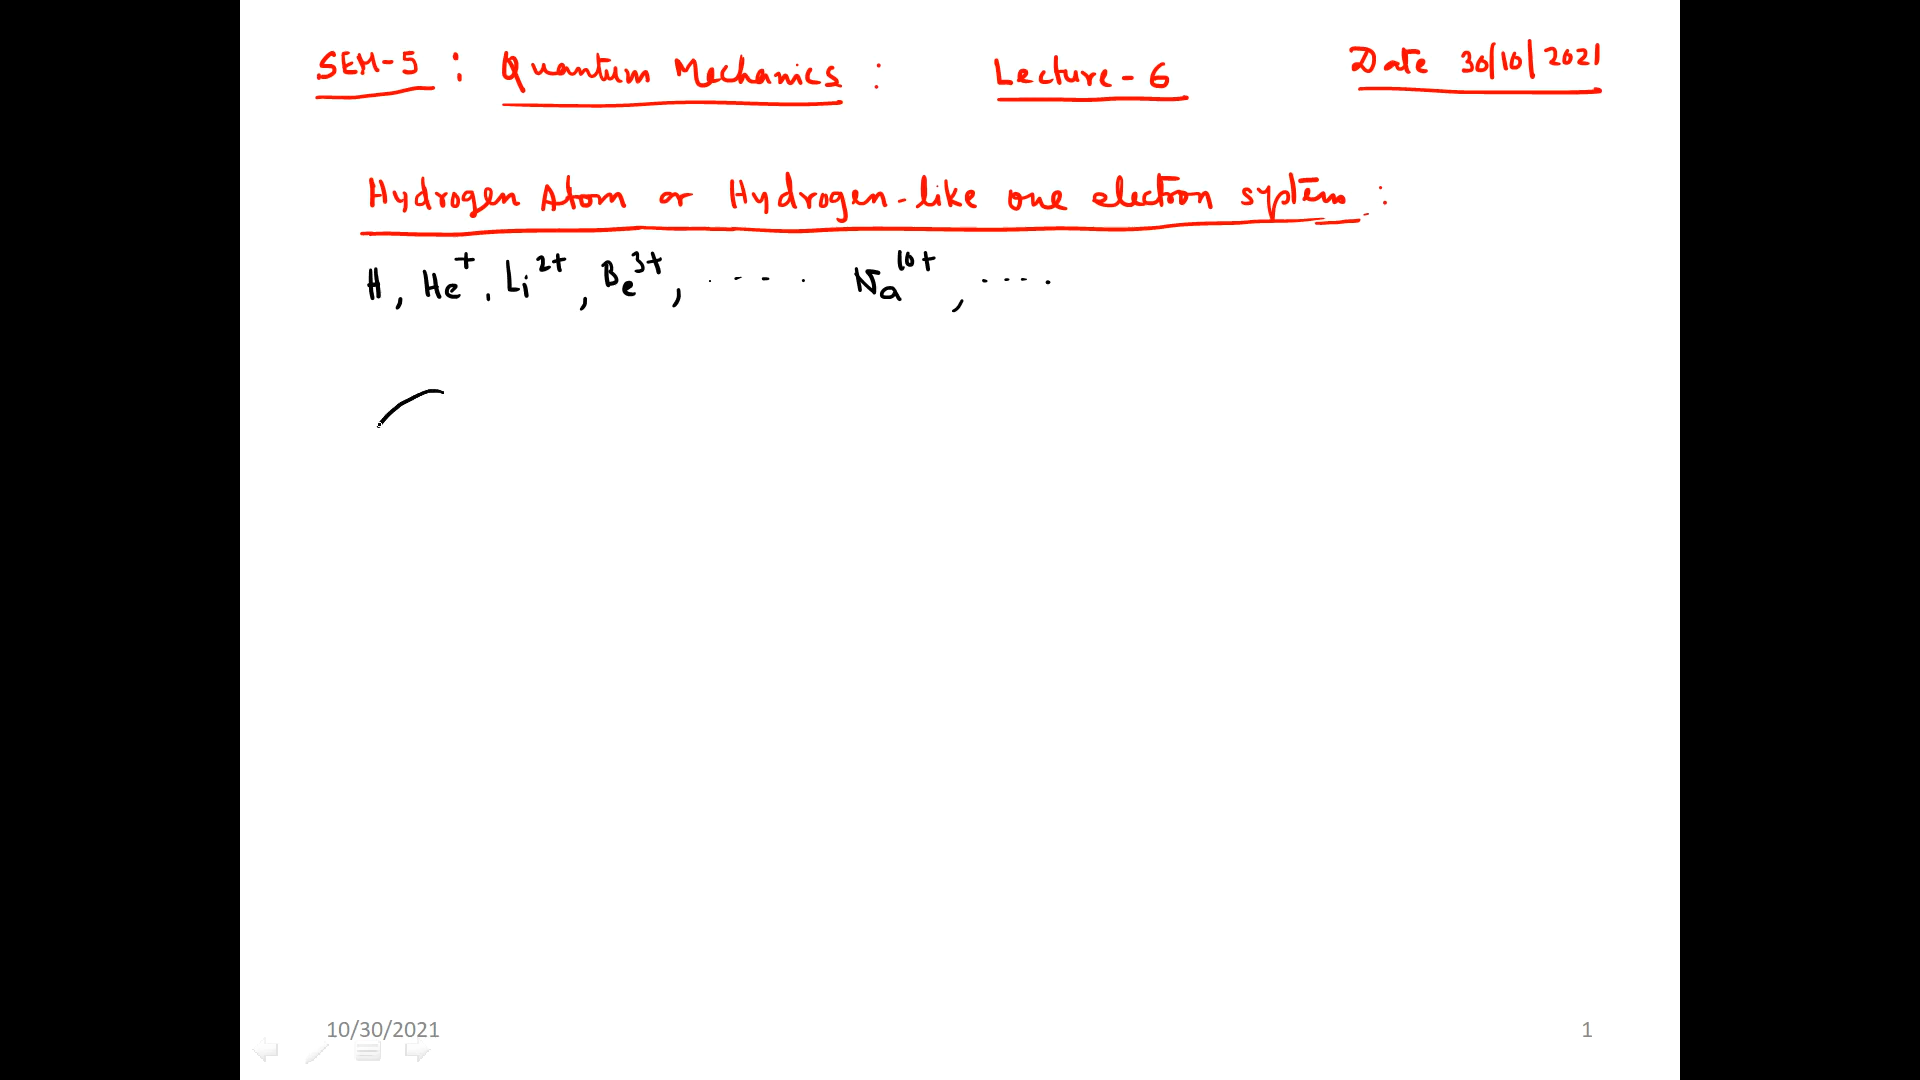 SEM-5 : Quantum Mechanics : Lecture - 6 Date 30/10/2021
Hydrogen Atom or Hydrogen-like one electron system :
H, He⁺, Li²⁺, Be³⁺, ..... Na¹⁰⁺, .....
10/30/2021 1